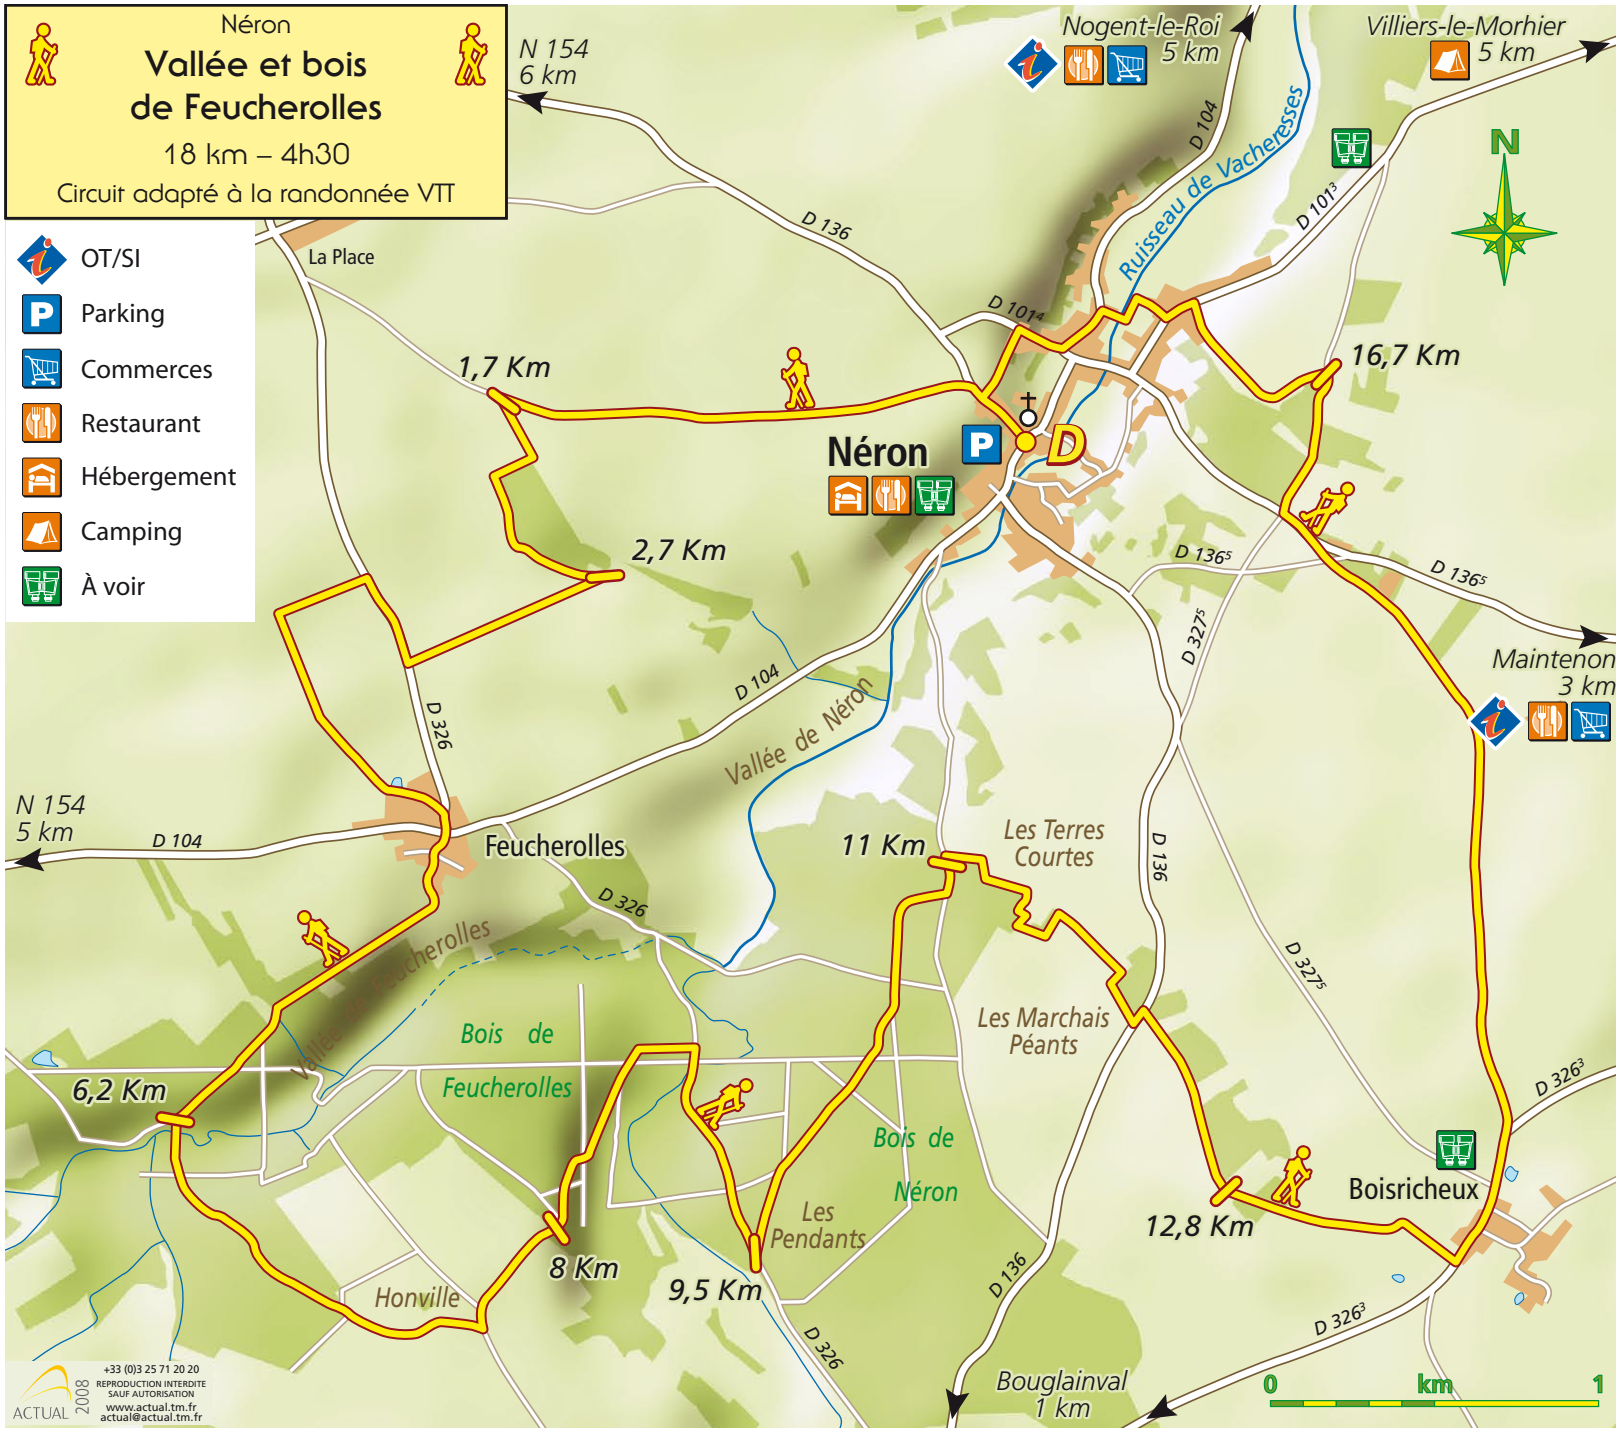 Néron
Vallée et bois
de Feucherolles
18 km – 4h30
Circuit adapté à la randonnée VTT
OT/SI
P Parking
Commerces
Restaurant
Hébergement
Camping
À voir
N 154
6 km
Nogent-le-Roi
5 km
Villiers-le-Morhier
5 km
N
D 104
Ruisseau de Vacheresses
D 101³
D 136
La Place
D 101⁴
1,7 Km
16,7 Km
Néron
P
D
2,7 Km
D 136⁵
D 136⁵
D 327⁵
Maintenon
3 km
D 104
D 326
Vallée de Néron
N 154
5 km
D 104
Feucherolles
11 Km
Les Terres
Courtes
D 136
D 326
Vallée de Feucherolles
D 327⁵
Les Marchais
Péants
Bois de
Feucherolles
6,2 Km
D 326³
Bois de
Néron
Boisricheux
Les
Pendants
12,8 Km
8 Km
9,5 Km
Honville
D 136
D 326
D 326³
Bouglainval
1 km
0 km 1
ACTUAL
2008
+33 (0)3 25 71 20 20
REPRODUCTION INTERDITE
SAUF AUTORISATION
www.actual.tm.fr
actual@actual.tm.fr